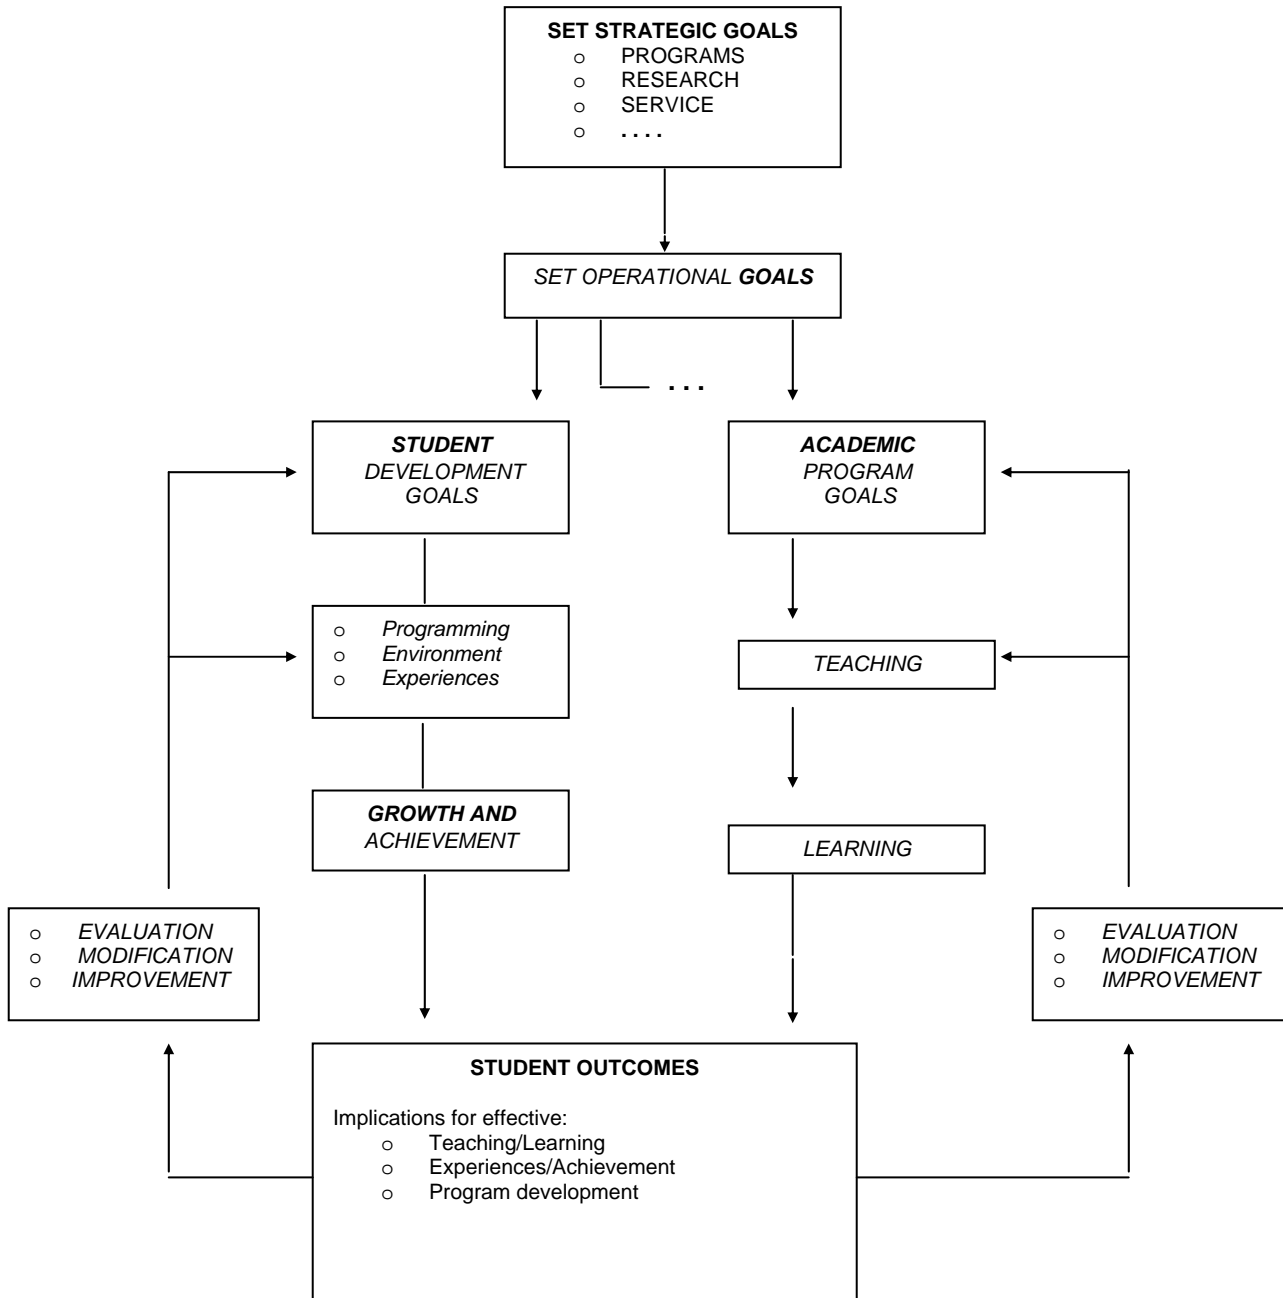 SET STRATEGIC GOALS
o PROGRAMS
o RESEARCH
o SERVICE
o . . . .
SET OPERATIONAL GOALS
. . .
STUDENT
DEVELOPMENT
GOALS
ACADEMIC
PROGRAM
GOALS
o Programming
o Environment
o Experiences
TEACHING
GROWTH AND
ACHIEVEMENT
LEARNING
o EVALUATION
o MODIFICATION
o IMPROVEMENT
o EVALUATION
o MODIFICATION
o IMPROVEMENT
STUDENT OUTCOMES
Implications for effective:
o Teaching/Learning
o Experiences/Achievement
o Program development